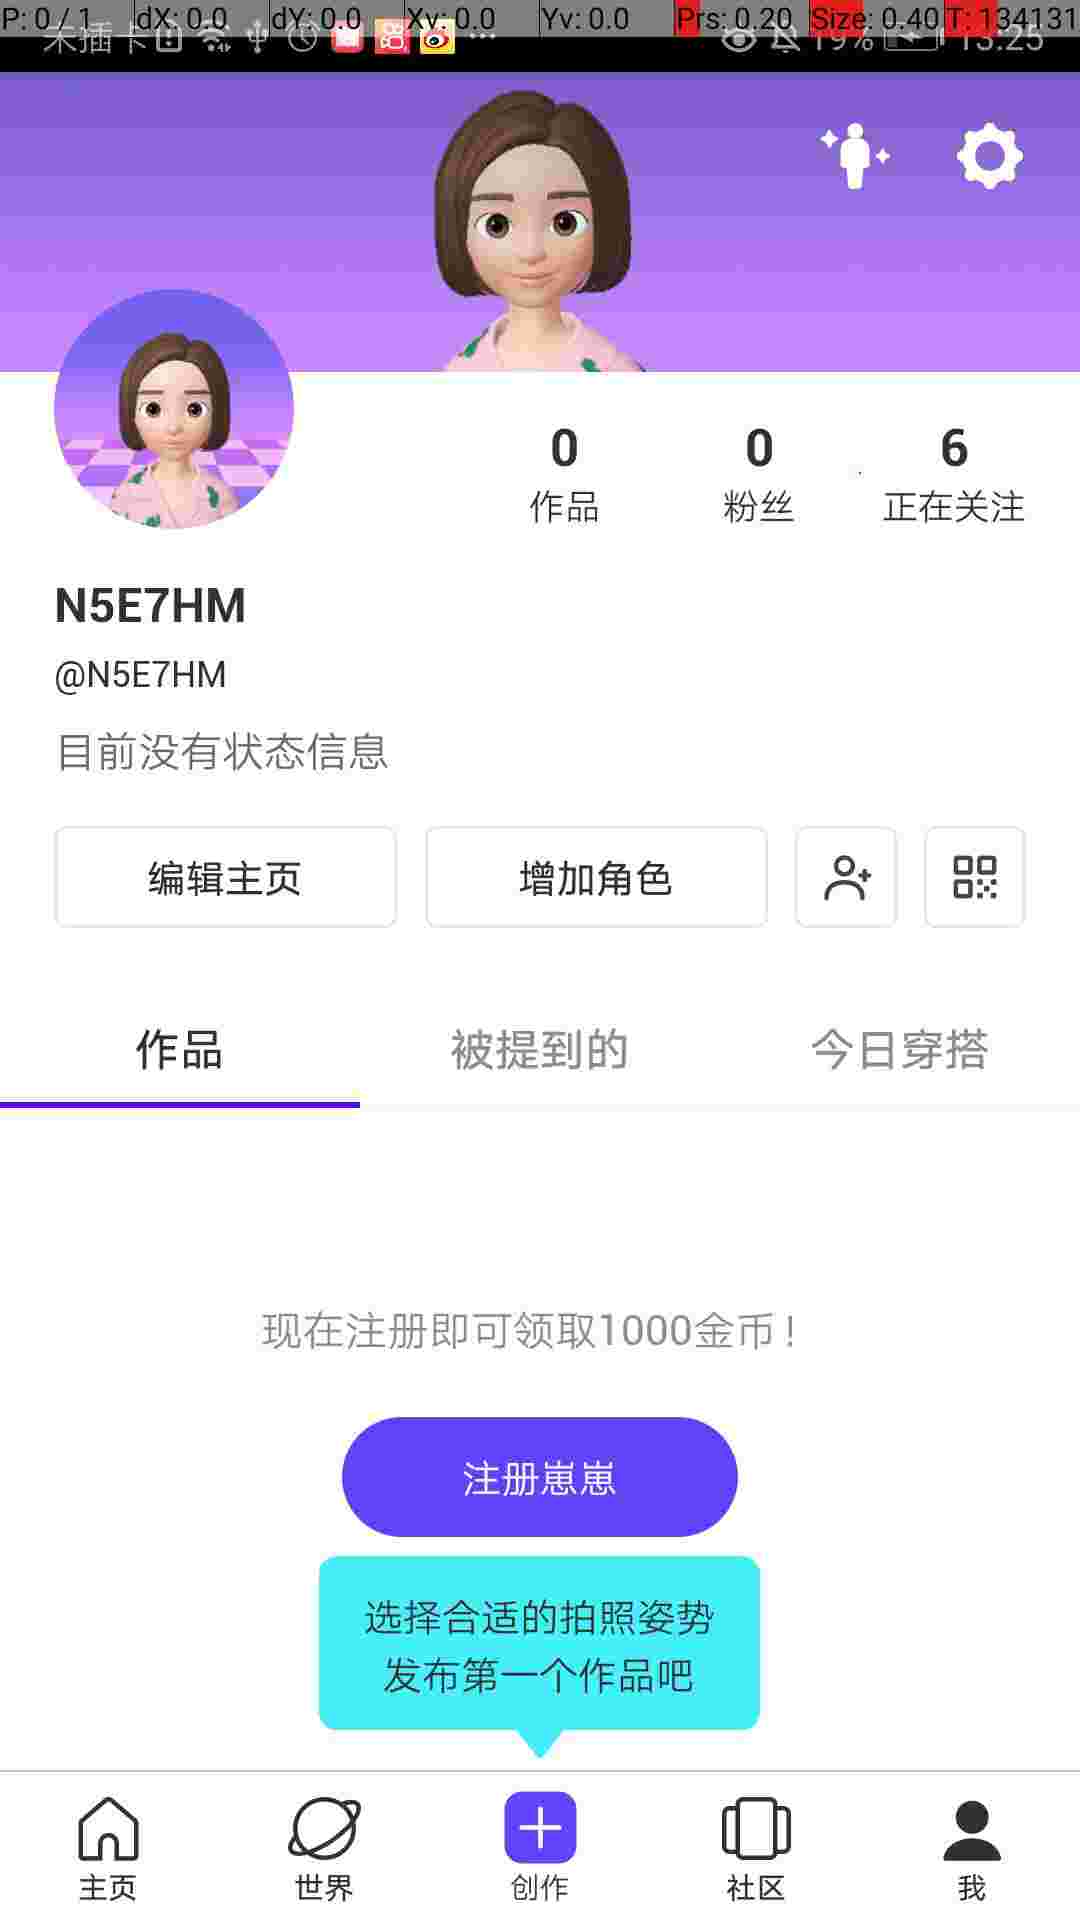 P: 0 / 1 dX: 0.0 dY: 0.0 Xv: 0.0 Yv: 0.0 Prs: 0.20 Size: 0.40 T: 134131
未插卡 19% 13:25
0 0 6
作品 粉丝 正在关注
N5E7HM
@N5E7HM
目前没有状态信息
编辑主页 增加角色
作品 被提到的 今日穿搭
现在注册即可领取1000金币!
注册崽崽
选择合适的拍照姿势
发布第一个作品吧
主页 世界 创作 社区 我